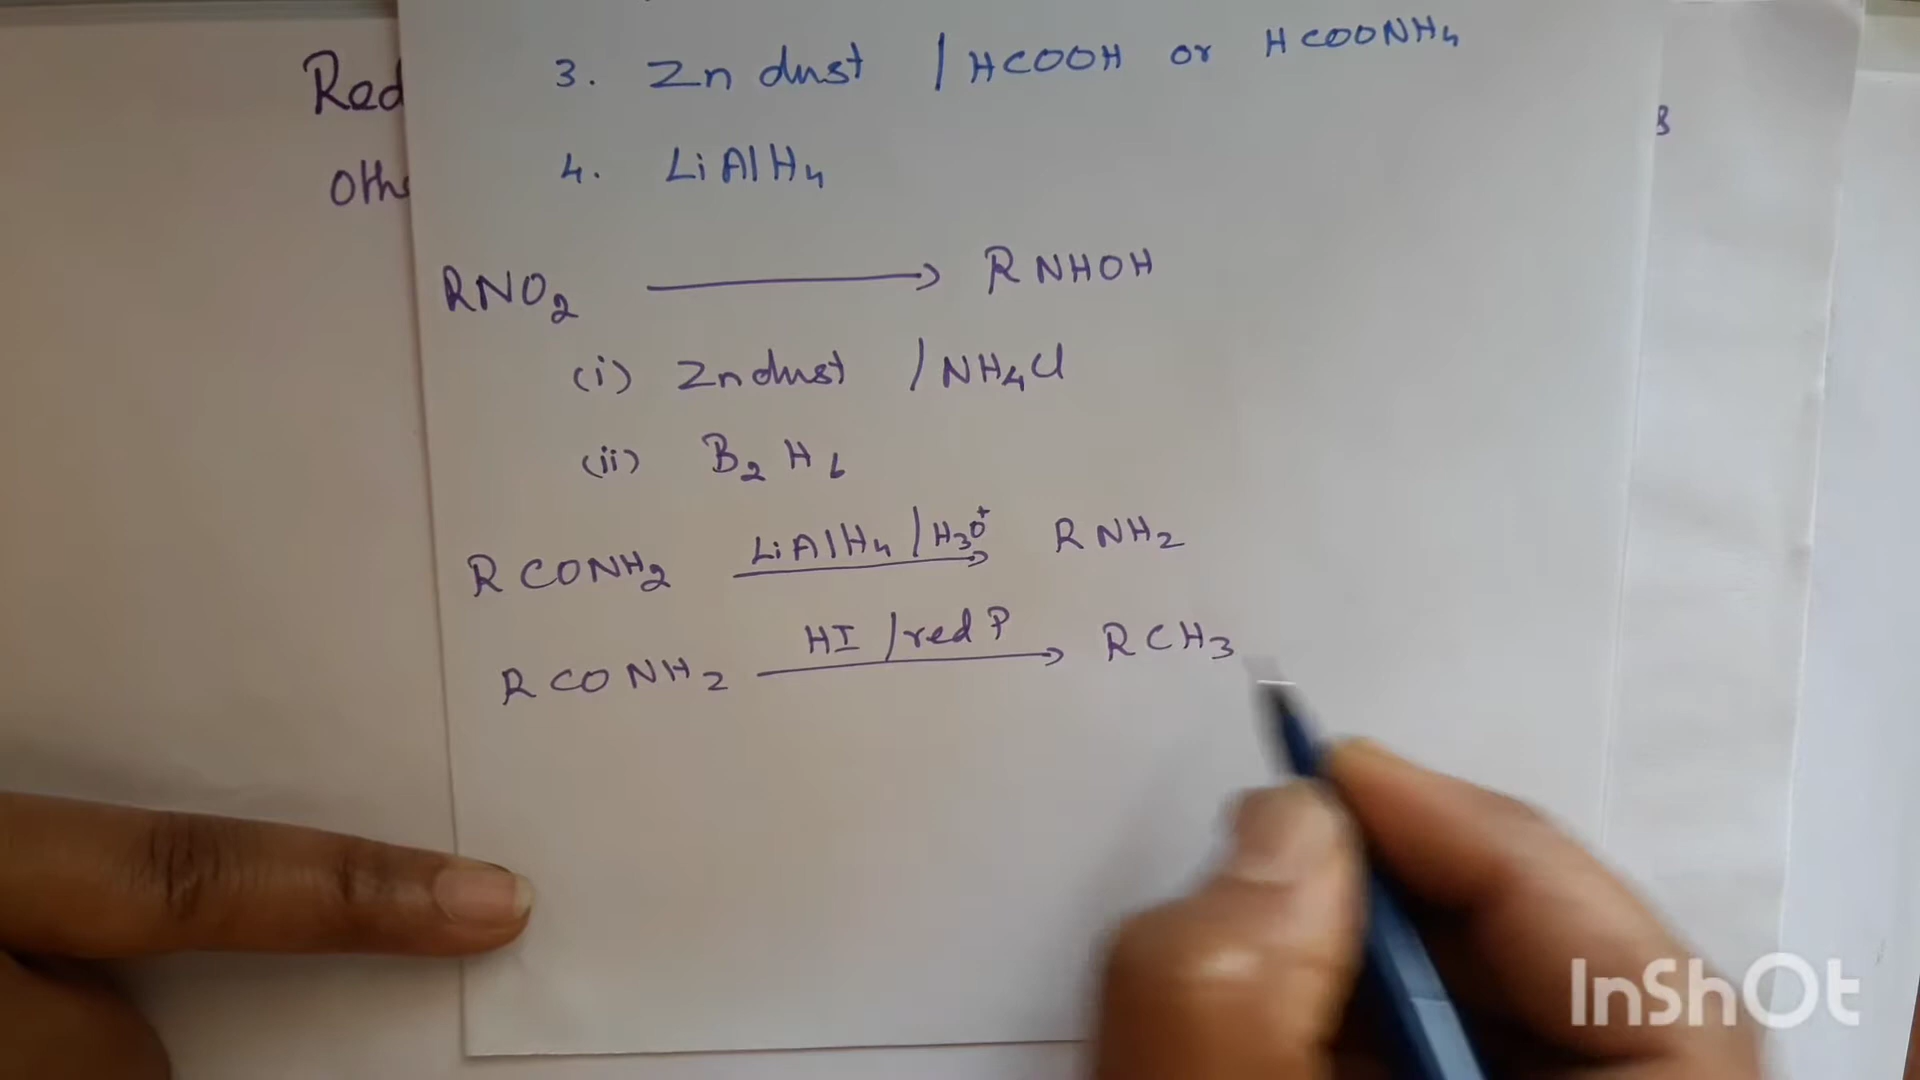 Red
Othe
3. Zn dust / HCOOH or HCOONH₄
B
4. LiAlH₄
RNO₂ ⟶ RNHOH
(i) Zn dust / NH₄Cl
(ii) B₂H₆
RCONH₂ LiAlH₄ / H₃O⁺ ⟶ RNH₂
RCONH₂ HI / red P ⟶ RCH₃
InShOt